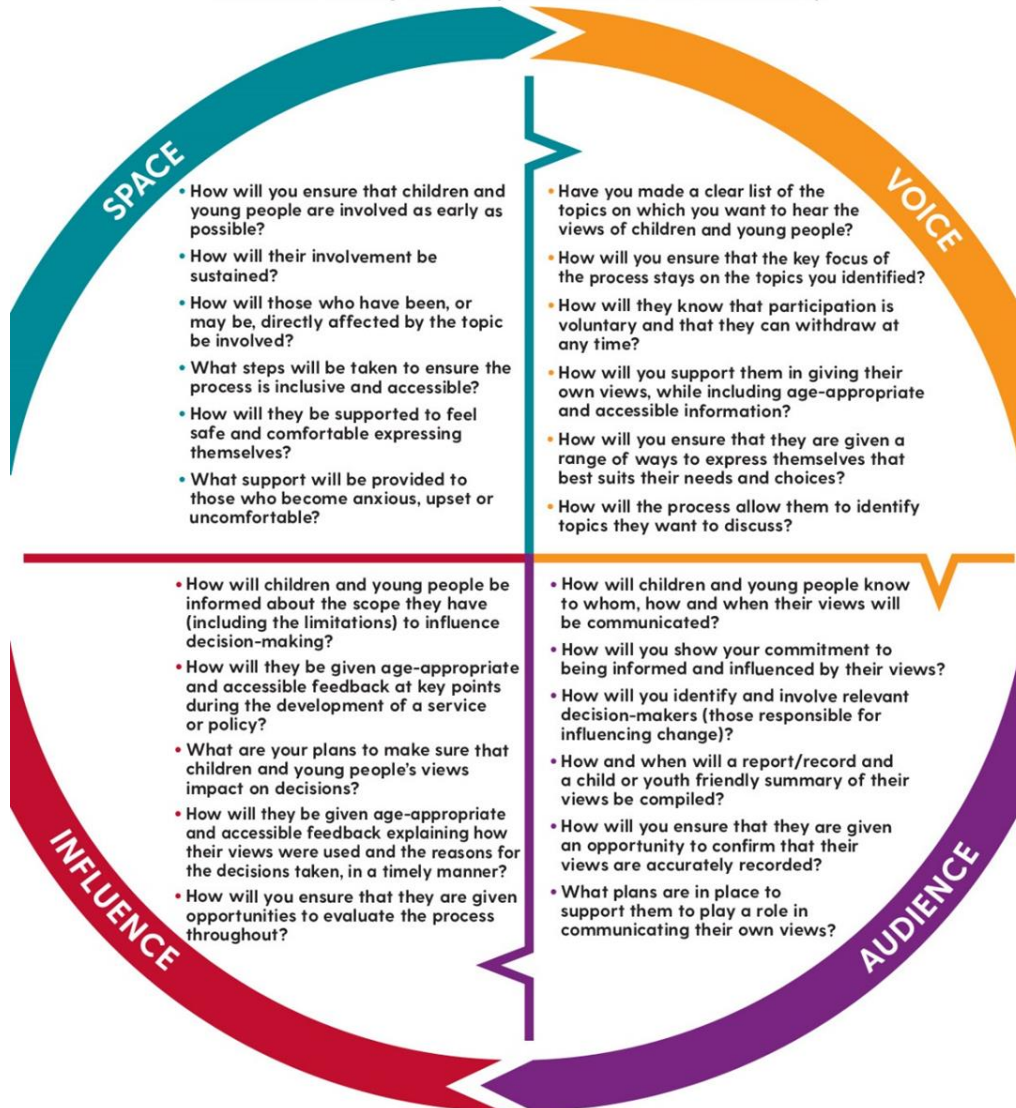 SPACE
• How will you ensure that children and
young people are involved as early as
possible?
• How will their involvement be
sustained?
• How will those who have been, or
may be, directly affected by the topic
be involved?
• What steps will be taken to ensure the
process is inclusive and accessible?
• How will they be supported to feel
safe and comfortable expressing
themselves?
• What support will be provided to
those who become anxious, upset or
uncomfortable?
VOICE
• Have you made a clear list of the
topics on which you want to hear the
views of children and young people?
• How will you ensure that the key focus of
the process stays on the topics you identified?
• How will they know that participation is
voluntary and that they can withdraw at
any time?
• How will you support them in giving their
own views, while including age-appropriate
and accessible information?
• How will you ensure that they are given a
range of ways to express themselves that
best suits their needs and choices?
• How will the process allow them to identify
topics they want to discuss?
• How will children and young people know
to whom, how and when their views will
be communicated?
• How will you show your commitment to
being informed and influenced by their views?
• How will you identify and involve relevant
decision-makers (those responsible for
influencing change)?
• How and when will a report/record and
a child or youth friendly summary of their
views be compiled?
• How will you ensure that they are given
an opportunity to confirm that their
views are accurately recorded?
• What plans are in place to
support them to play a role in
communicating their own views?
AUDIENCE
• How will children and young people be
informed about the scope they have
(including the limitations) to influence
decision-making?
• How will they be given age-appropriate
and accessible feedback at key points
during the development of a service
or policy?
• What are your plans to make sure that
children and young people's views
impact on decisions?
• How will they be given age-appropriate
and accessible feedback explaining how
their views were used and the reasons for
the decisions taken, in a timely manner?
• How will you ensure that they are given
opportunities to evaluate the process
throughout?
INFLUENCE